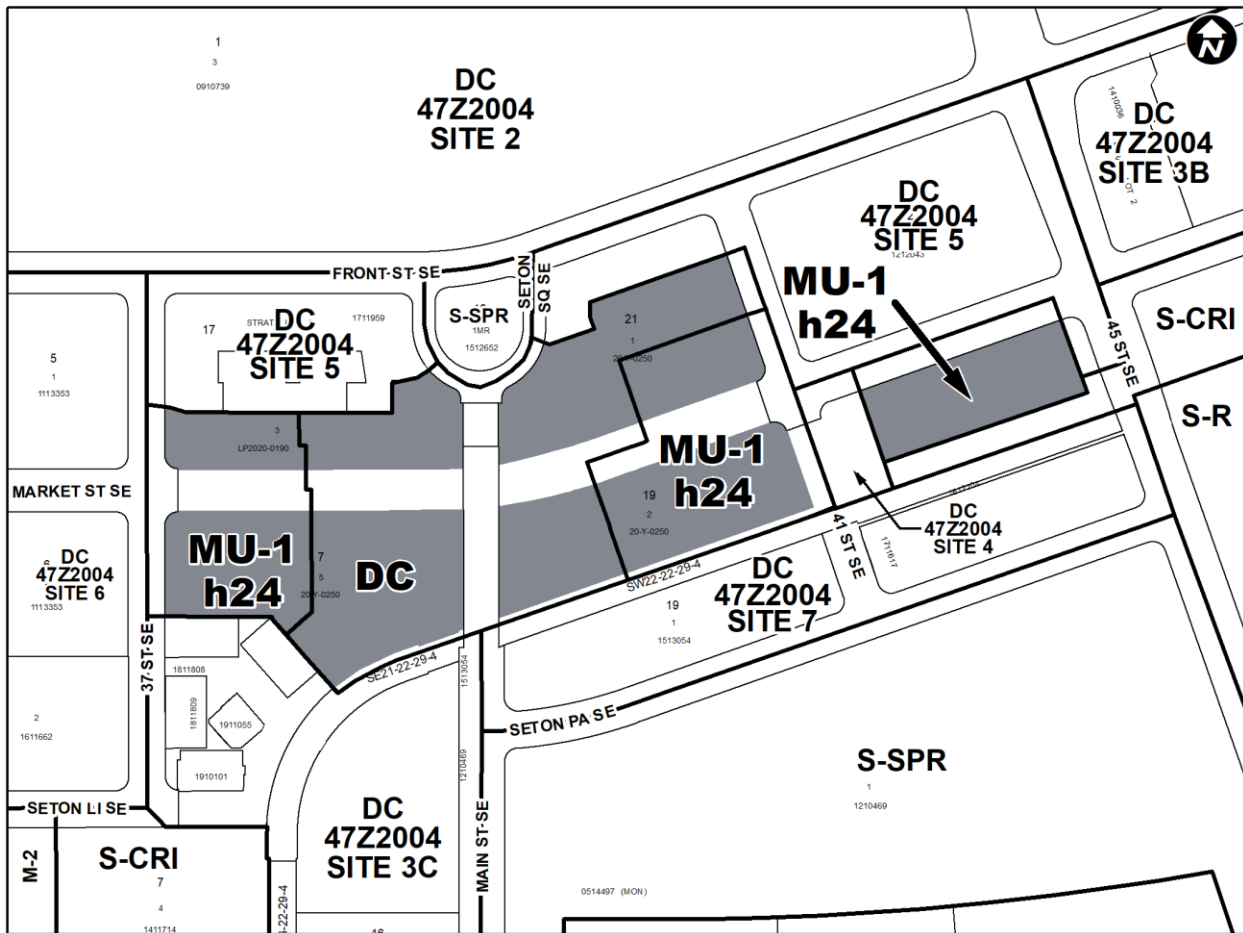 N
1
3
0910739
DC
47Z2004
SITE 2
DC
47Z2004
SITE 3B
1410036
DC
47Z2004
SITE 5
1212043
MU-1
h24
S-CRI
45 ST SE
S-R
FRONT ST SE
SETON
SQ SE
S-SPR
1MR
1512652
17
1711959
DC
47Z2004
SITE 5
5
1
1113353
21
1
3
LP2020-0190
MU-1
h24
19
2
20-Y-0250
MARKET ST SE
DC
47Z2004
SITE 6
1113353
MU-1
h24
7
5
20-Y-0250
DC
DC
47Z2004
SITE 4
41 ST SE
1711617
SW22-22-29-4
DC
47Z2004
SITE 7
19
1
1513054
37 ST SE
SE21-22-29-4
1811808
1811809
1911055
1910101
1513054
1210469
SETON PA SE
2
1611662
SETON LI SE
S-SPR
1
1210469
DC
47Z2004
SITE 3C
MAIN ST SE
M-2
S-CRI
7
4
1411714
0514497 (MON)